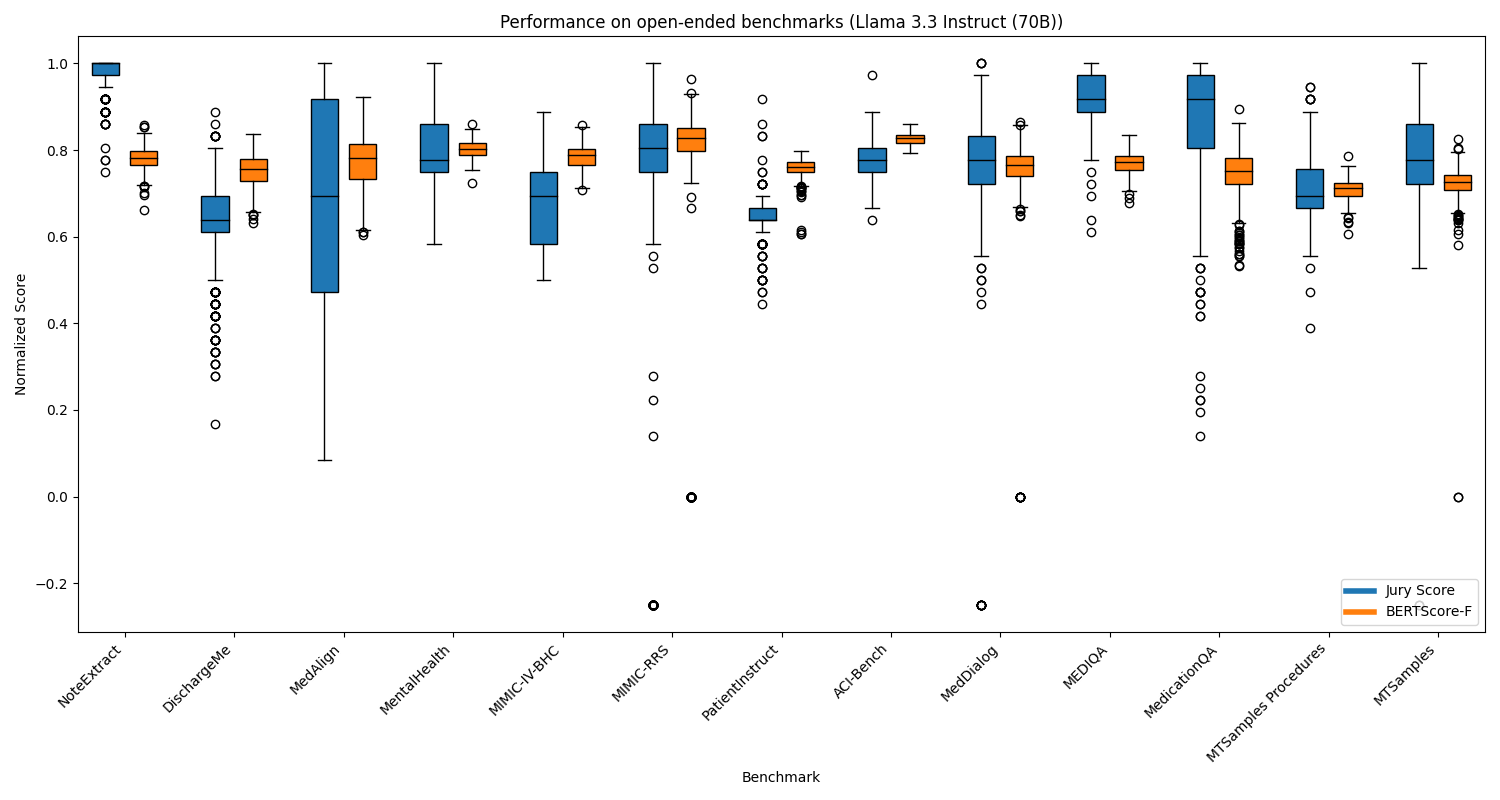 Performance on open-ended benchmarks (Llama 3.3 Instruct (70B))
Normalized Score
1.0
0.8
0.6
0.4
0.2
0.0
−0.2
Jury Score
BERTScore-F
NoteExtract
DischargeMe
MedAlign
MentalHealth
MIMIC-IV-BHC
MIMIC-RRS
PatientInstruct
ACI-Bench
MedDialog
MEDIQA
MedicationQA
MTSamples Procedures
MTSamples
Benchmark